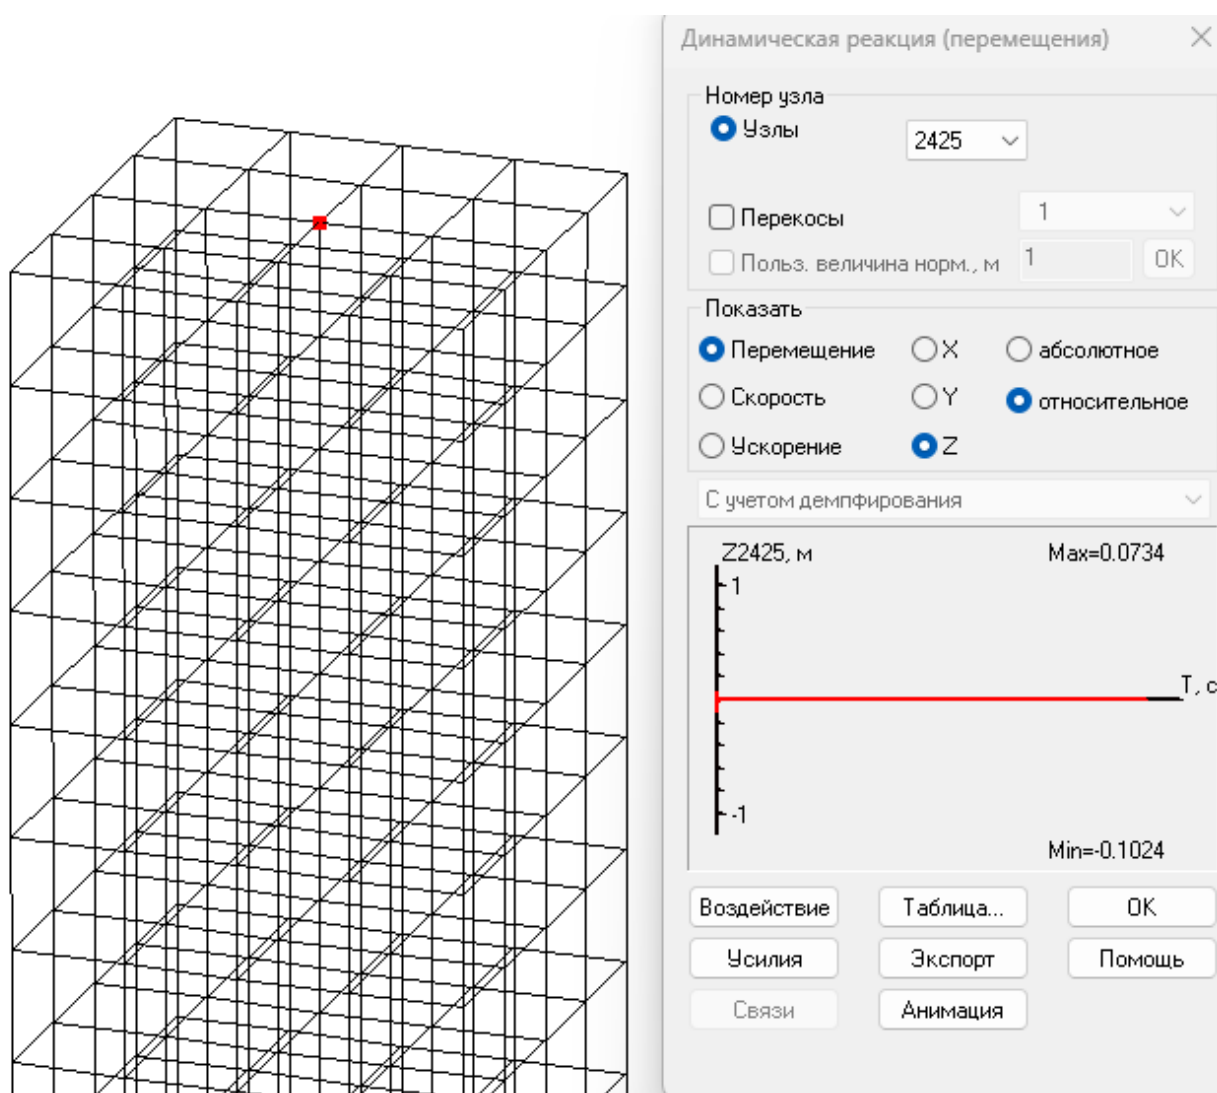 Динамическая реакция (перемещения)
Номер узла
Узлы 2425
Перекосы 1
Польз. величина норм., м 1 OK
Показать
Перемещение X абсолютное
Скорость Y относительное
Ускорение Z
С учетом демпфирования
Z2425, м Max=0.0734
1
T, с
-1
Min=-0.1024
Воздействие Таблица... OK
Усилия Экспорт Помощь
Связи Анимация